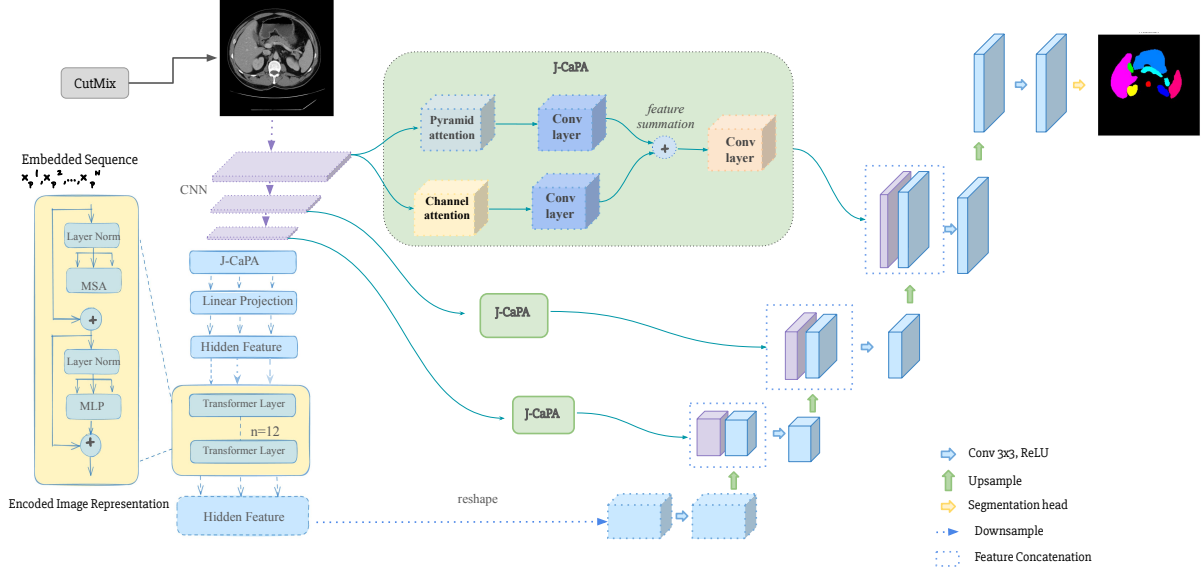 CutMix
J-CaPA
Pyramid
attention
Conv
layer
feature
summation
+
Conv
layer
Channel
attention
Conv
layer
Embedded Sequence
CNN
Layer Norm
MSA
+
Layer Norm
MLP
+
Encoded Image Representation
J-CaPA
Linear Projection
Hidden Feature
Transformer Layer
n=12
Transformer Layer
Hidden Feature
reshape
J-CaPA
J-CaPA
Conv 3x3, ReLU
Upsample
Segmentation head
Downsample
Feature Concatenation